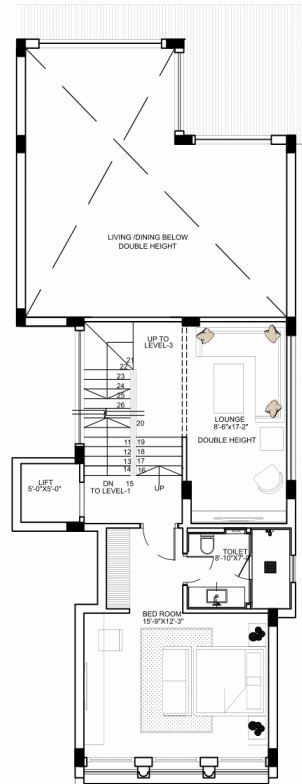 LIVING /DINING BELOW
DOUBLE HEIGHT
UP TO
LEVEL-3
21
22
23
24
25
26
20
LOUNGE
8'-6"x17-2"
DOUBLE HEIGHT
11 19
12 18
13 17
14 16
LIFT
5'-0"X5'-0"
DN 15 UP
TO LEVEL-1
TOILET
8'-10"X7'-
BED ROOM
15'-9"X12'-3"